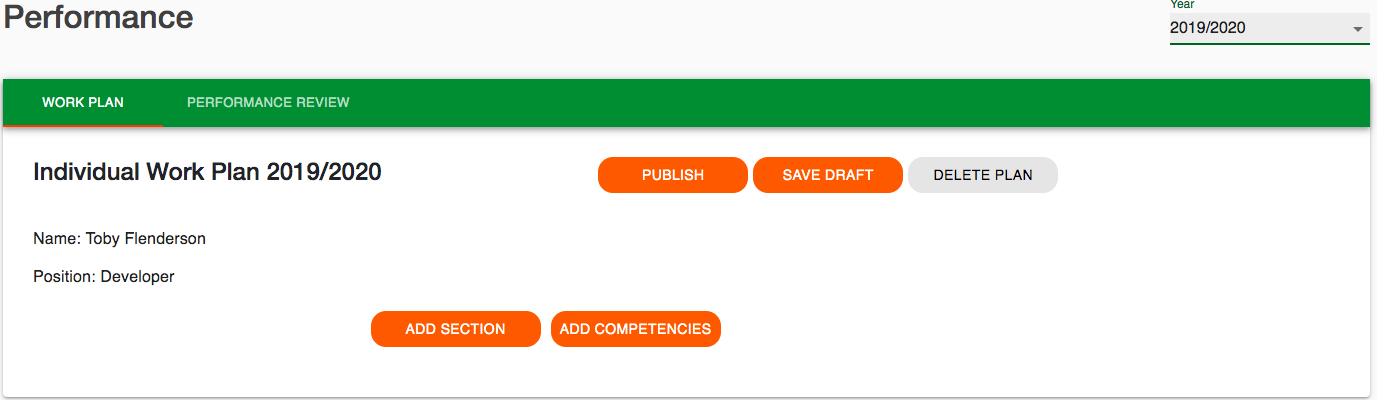 Performance
Year
2019/2020
WORK PLAN
PERFORMANCE REVIEW
Individual Work Plan 2019/2020
PUBLISH
SAVE DRAFT
DELETE PLAN
Name: Toby Flenderson
Position: Developer
ADD SECTION
ADD COMPETENCIES